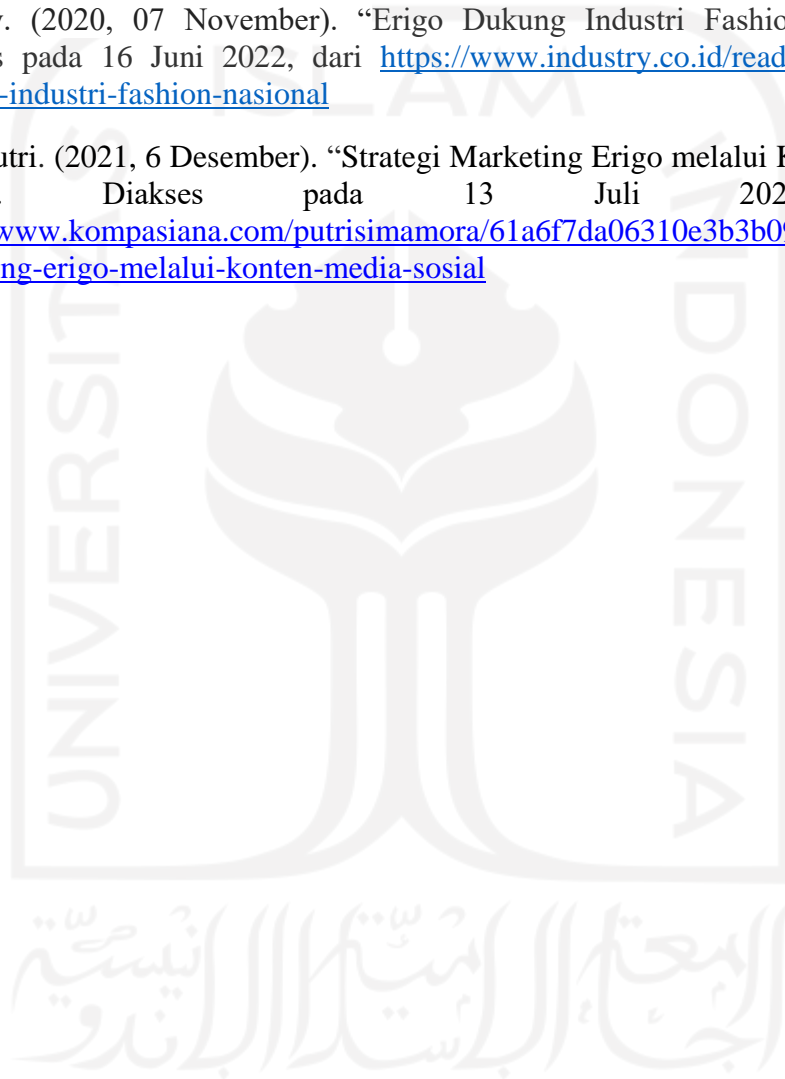 . (2020, 07 November). “Erigo Dukung Industri Fashio
s pada 16 Juni 2022, dari https://www.industry.co.id/read
-industri-fashion-nasional
utri. (2021, 6 Desember). “Strategi Marketing Erigo melalui K
. Diakses pada 13 Juli 202
www.kompasiana.com/putrisimamora/61a6f7da06310e3b3b09
ng-erigo-melalui-konten-media-sosial
ISLAM
UNIVERSITAS
INDONESIA